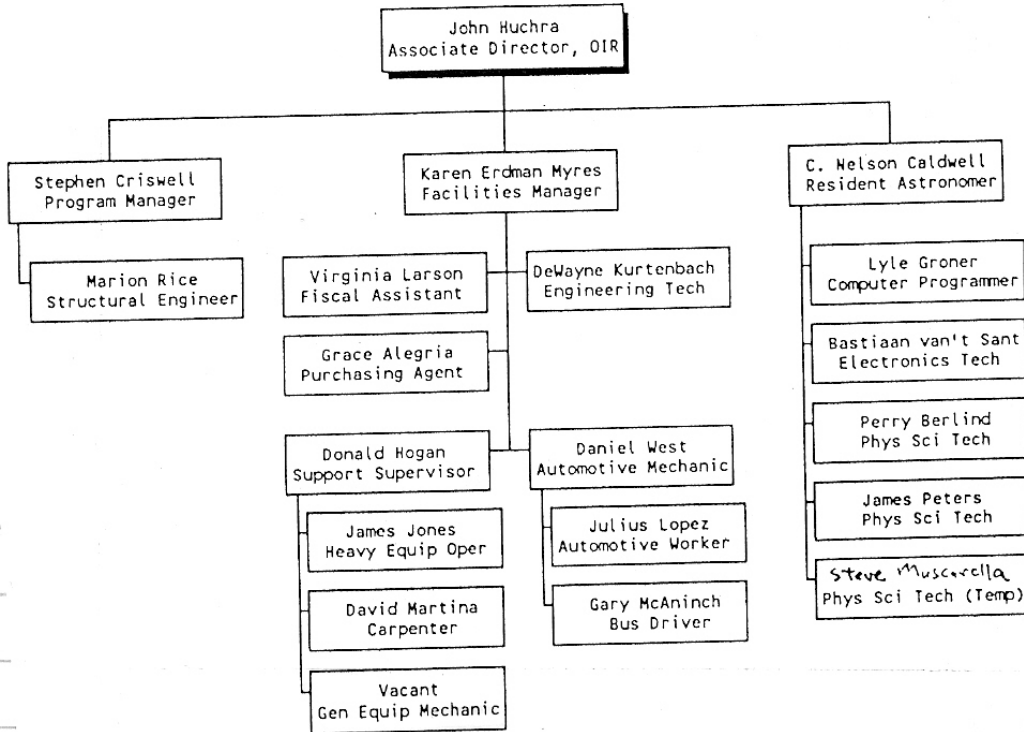 John Huchra
Associate Director, OIR
Stephen Criswell
Program Manager
Karen Erdman Myres
Facilities Manager
C. Nelson Caldwell
Resident Astronomer
Marion Rice
Structural Engineer
Virginia Larson
Fiscal Assistant
DeWayne Kurtenbach
Engineering Tech
Grace Alegria
Purchasing Agent
Donald Hogan
Support Supervisor
Daniel West
Automotive Mechanic
James Jones
Heavy Equip Oper
Julius Lopez
Automotive Worker
David Martina
Carpenter
Gary McAninch
Bus Driver
Vacant
Gen Equip Mechanic
Lyle Groner
Computer Programmer
Bastiaan van't Sant
Electronics Tech
Perry Berlind
Phys Sci Tech
James Peters
Phys Sci Tech
Steve Muscarella
Phys Sci Tech (Temp)